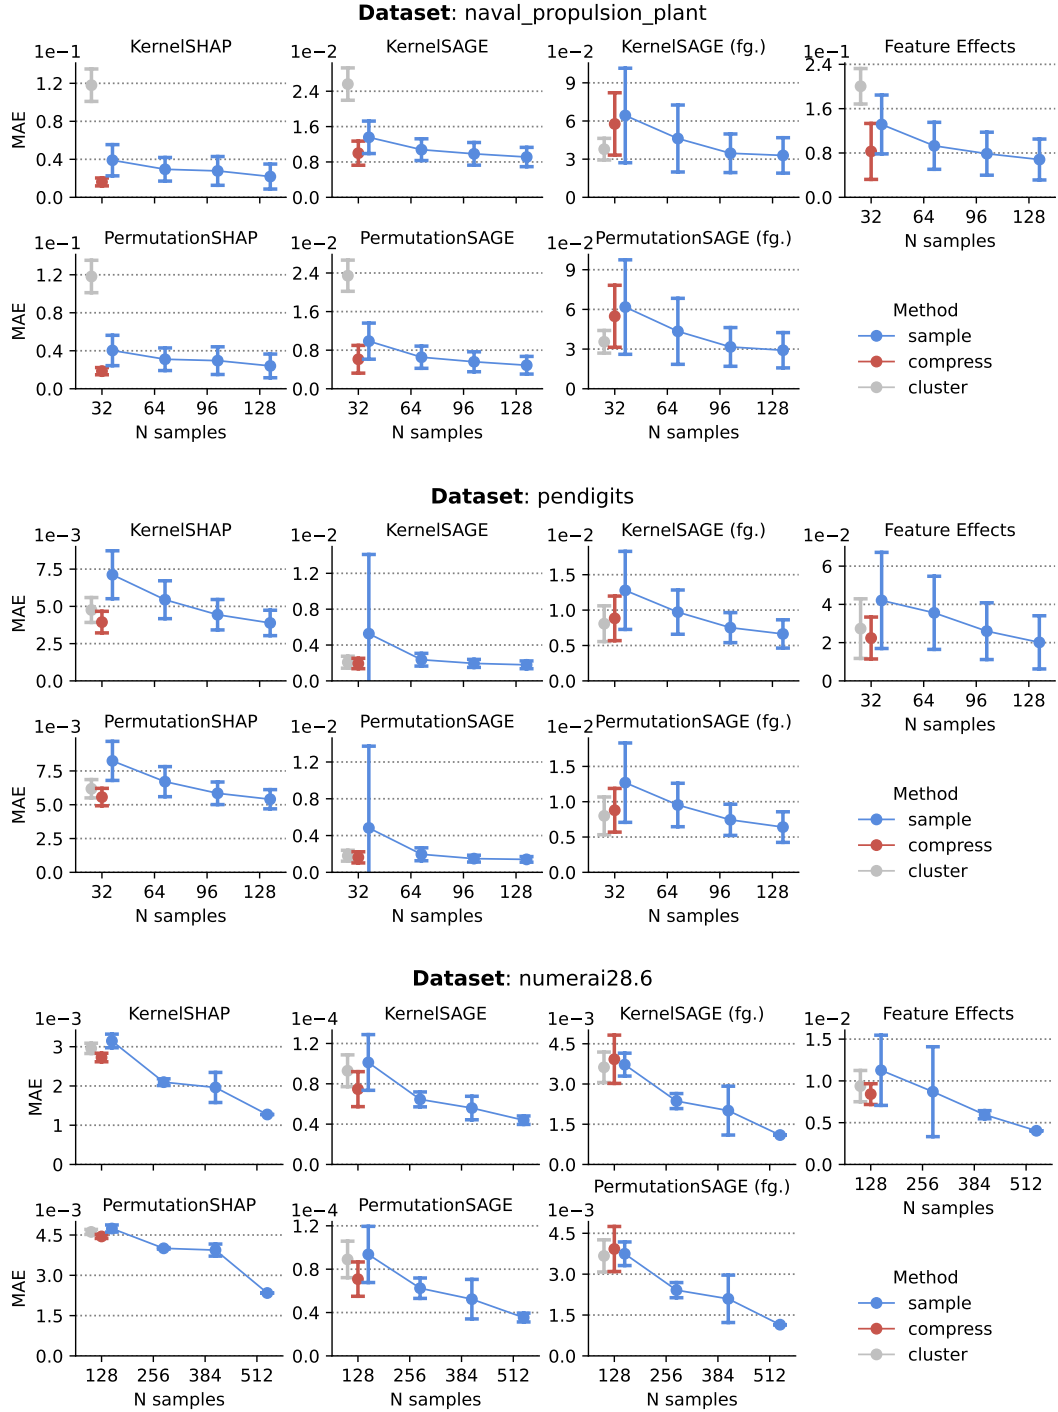 Dataset: naval_propulsion_plant
KernelSHAP KernelSAGE KernelSAGE (fg.) Feature Effects
1e−1 1e−2 1e−2 1e−1
MAE
1.2 0.8 0.4 0.0
2.4 1.6 0.8 0.0
9 6 3 0
2.4 1.6 0.8 0.0
32 64 96 128
N samples
PermutationSHAP PermutationSAGE PermutationSAGE (fg.)
1e−1 1e−2 1e−2
MAE
1.2 0.8 0.4 0.0
2.4 1.6 0.8 0.0
9 6 3 0
32 64 96 128 32 64 96 128 32 64 96 128
N samples N samples N samples
Method
sample
compress
cluster
Dataset: pendigits
KernelSHAP KernelSAGE KernelSAGE (fg.) Feature Effects
1e−3 1e−2 1e−2 1e−2
MAE
7.5 5.0 2.5 0.0
1.2 0.8 0.4 0.0
1.5 1.0 0.5 0.0
6 4 2 0
32 64 96 128
N samples
PermutationSHAP PermutationSAGE PermutationSAGE (fg.)
1e−3 1e−2 1e−2
MAE
7.5 5.0 2.5 0.0
1.2 0.8 0.4 0.0
1.5 1.0 0.5 0.0
32 64 96 128 32 64 96 128 32 64 96 128
N samples N samples N samples
Method
sample
compress
cluster
Dataset: numerai28.6
KernelSHAP KernelSAGE KernelSAGE (fg.) Feature Effects
1e−3 1e−4 1e−3 1e−2
MAE
3 2 1 0
1.2 0.8 0.4 0.0
4.5 3.0 1.5 0.0
1.5 1.0 0.5 0.0
128 256 384 512
N samples
PermutationSHAP PermutationSAGE PermutationSAGE (fg.)
1e−3 1e−4
MAE
4.5 3.0 1.5 0.0
1.2 0.8 0.4 0.0
4.5 3.0 1.5 0.0
128 256 384 512 128 256 384 512 128 256 384 512
N samples N samples N samples
Method
sample
compress
cluster